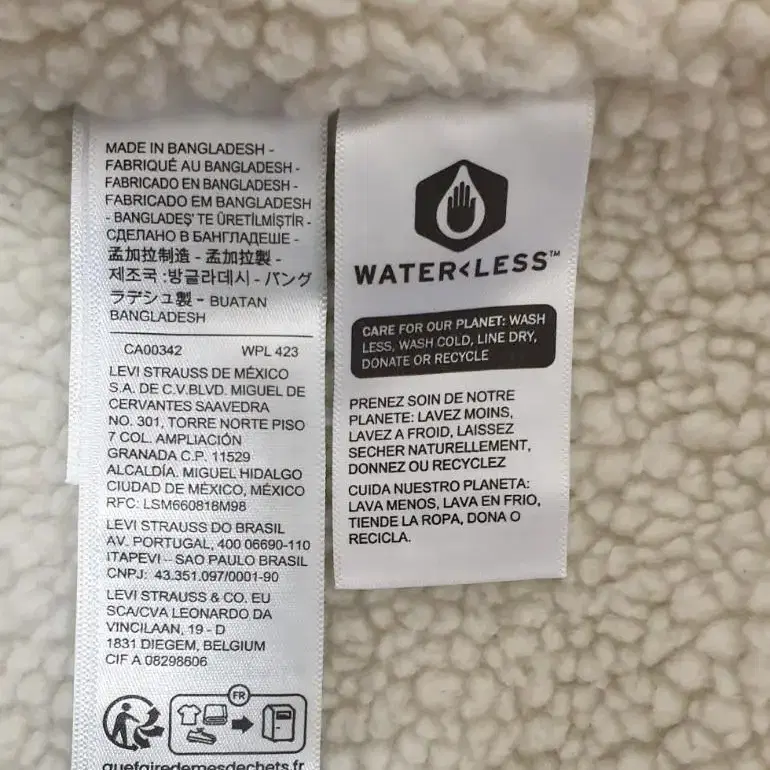 MADE IN BANGLADESH -
FABRIQUÉ AU BANGLADESH -
FABRICADO EN BANGLADESH -
FABRICADO EM BANGLADESH
- BANGLADEŞ' TE ÜRETİLMİŞTİR -
СДЕЛАНО В БАНГЛАДЕШЕ -
孟加拉制造 - 孟加拉製 -
제조국 :방글라데시 - バング
ラデシュ製 - BUATAN
BANGLADESH
CA00342 WPL 423
LEVI STRAUSS DE MÉXICO
S.A. DE C.V.BLVD. MIGUEL DE
CERVANTES SAAVEDRA
NO. 301, TORRE NORTE PISO
7 COL. AMPLIACIÓN
GRANADA C.P. 11529
ALCALDÍA. MIGUEL HIDALGO
CIUDAD DE MÉXICO, MÉXICO
RFC: LSM660818M98
LEVI STRAUSS DO BRASIL
AV. PORTUGAL, 400 06690-110
ITAPEVI – SAO PAULO BRASIL
CNPJ: 43.351.097/0001-90
LEVI STRAUSS & CO. EU
SCA/CVA LEONARDO DA
VINCILAAN, 19 - D
1831 DIEGEM, BELGIUM
CIF A 08298606
FR
quefairedemesdechets.fr
WATER<LESS™
CARE FOR OUR PLANET: WASH
LESS, WASH COLD, LINE DRY,
DONATE OR RECYCLE
PRENEZ SOIN DE NOTRE
PLANETE: LAVEZ MOINS,
LAVEZ A FROID, LAISSEZ
SECHER NATURELLEMENT,
DONNEZ OU RECYCLEZ
CUIDA NUESTRO PLANETA:
LAVA MENOS, LAVA EN FRIO,
TIENDE LA ROPA, DONA O
RECICLA.